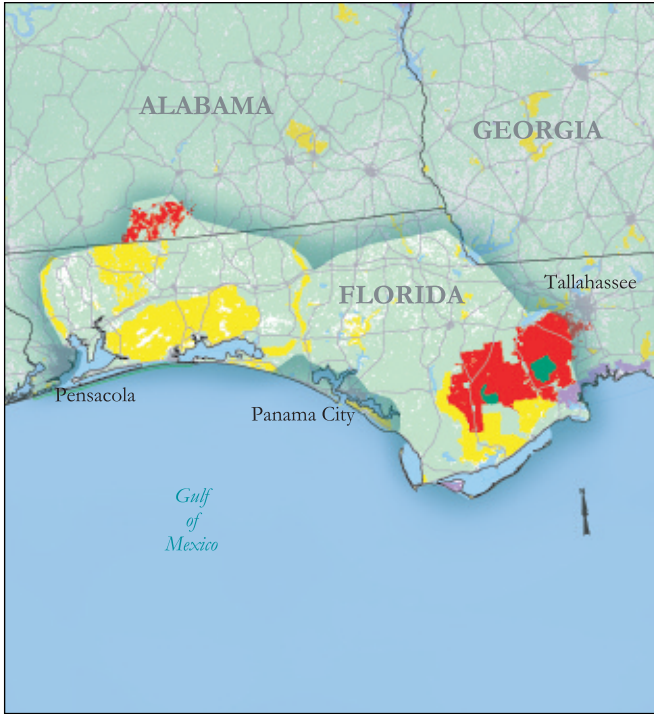 ALABAMA
GEORGIA
Tallahassee
FLORIDA
Pensacola
Panama City
Gulf
of
Mexico